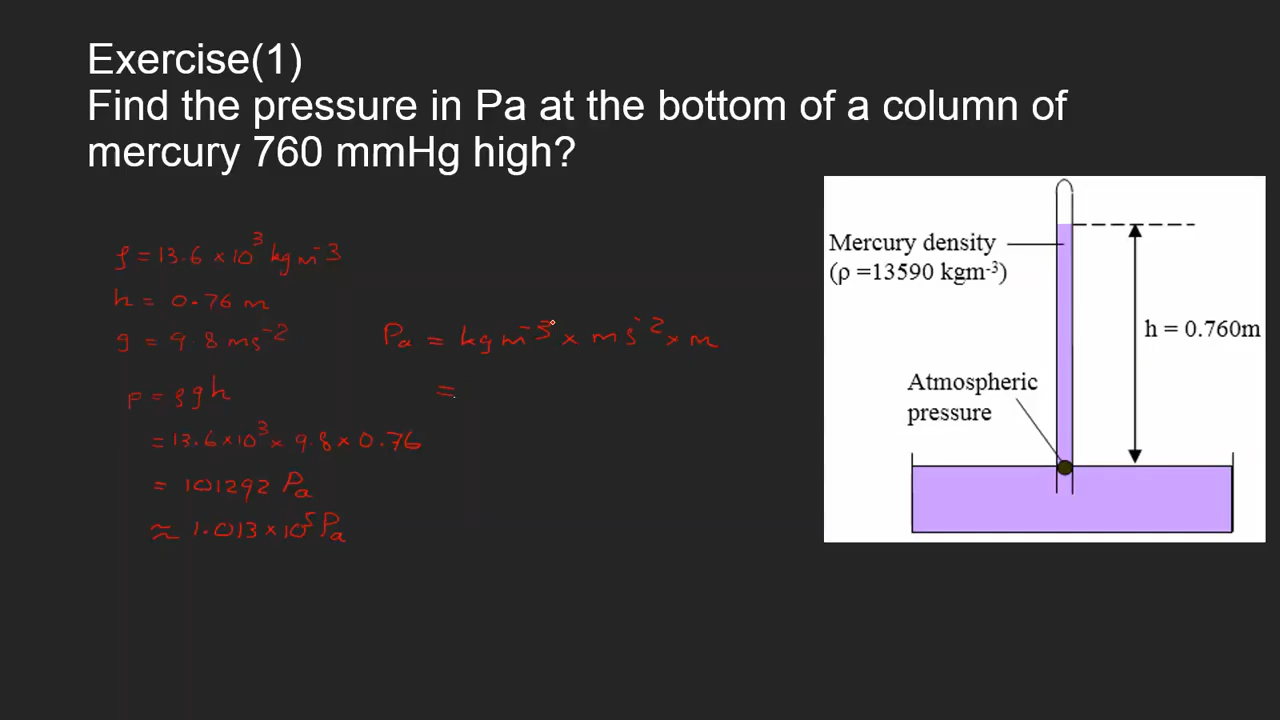 Exercise(1)
Find the pressure in Pa at the bottom of a column of
mercury 760 mmHg high?
ρ = 13.6 × 10³ kg m⁻³
h = 0.76 m
g = 9.8 ms⁻²
P = ρgh
= 13.6 × 10³ × 9.8 × 0.76
= 101292 Pa
≈ 1.013 × 10⁵ Pa
Pa = kg m⁻³ × m s⁻² × m
=
Mercury density
(ρ =13590 kgm⁻³)
h = 0.760m
Atmospheric
pressure